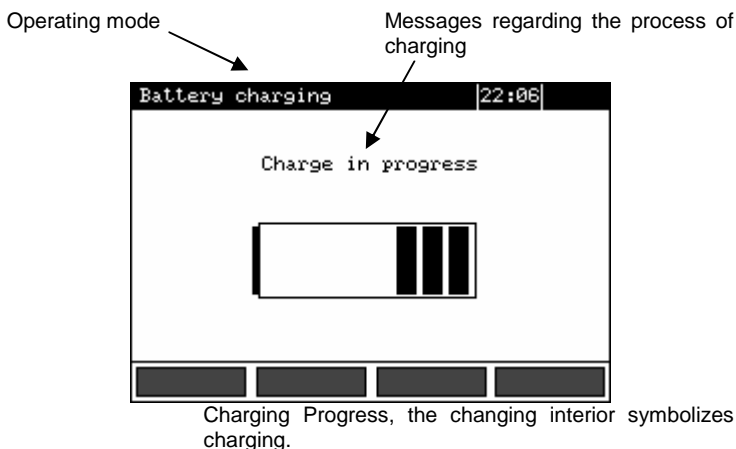 Operating mode
Messages regarding the process of
charging
Battery charging 22:06
Charge in progress
Charging Progress, the changing interior symbolizes
charging.